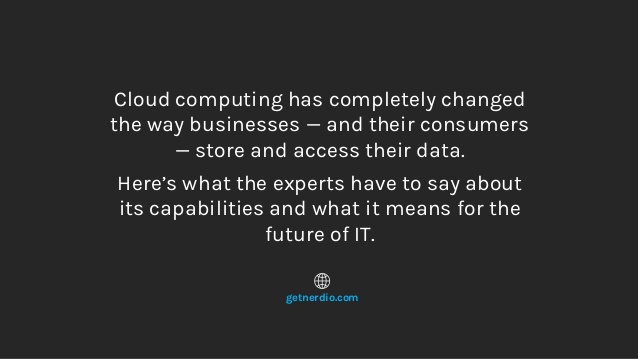 Cloud computing has completely changed
the way businesses — and their consumers
— store and access their data.
Here’s what the experts have to say about
its capabilities and what it means for the
future of IT.
getnerdio.com